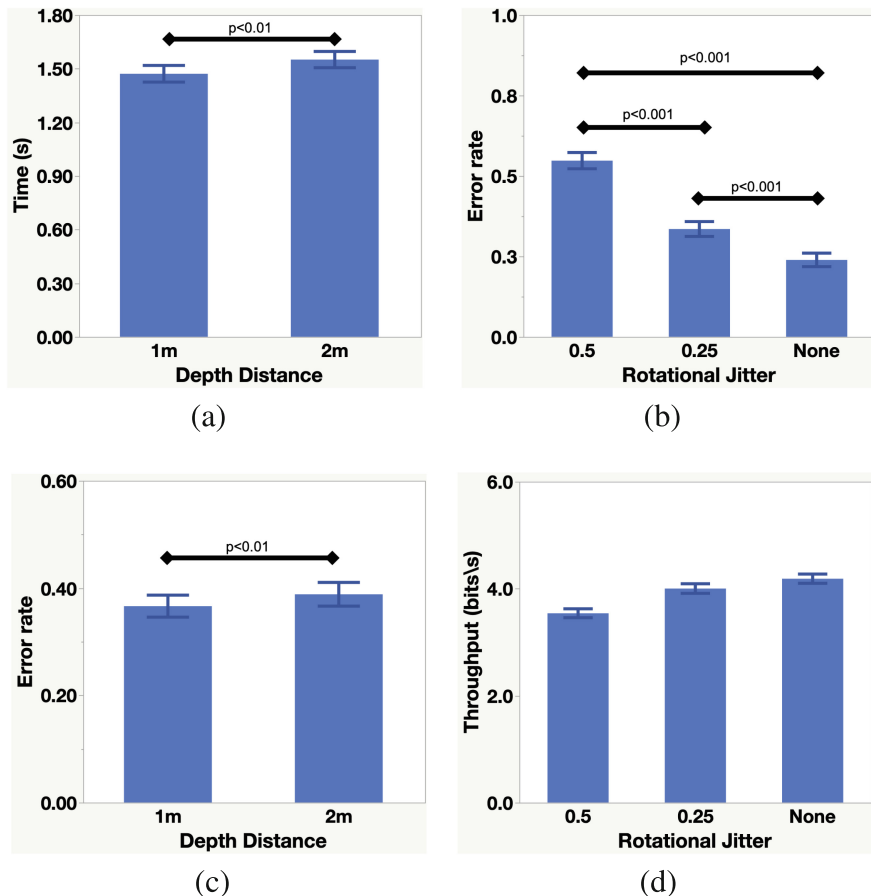 1.80
1.50
1.20
0.90
0.60
0.30
0.00
Time (s)
p<0.01
1m 2m
Depth Distance
(a)
1.0
0.8
0.5
0.3
0.0
Error rate
p<0.001
p<0.001
p<0.001
0.5 0.25 None
Rotational Jitter
(b)
0.60
0.40
0.20
0.00
Error rate
p<0.01
1m 2m
Depth Distance
(c)
6.0
4.0
2.0
0.0
Throughput (bits\s)
0.5 0.25 None
Rotational Jitter
(d)